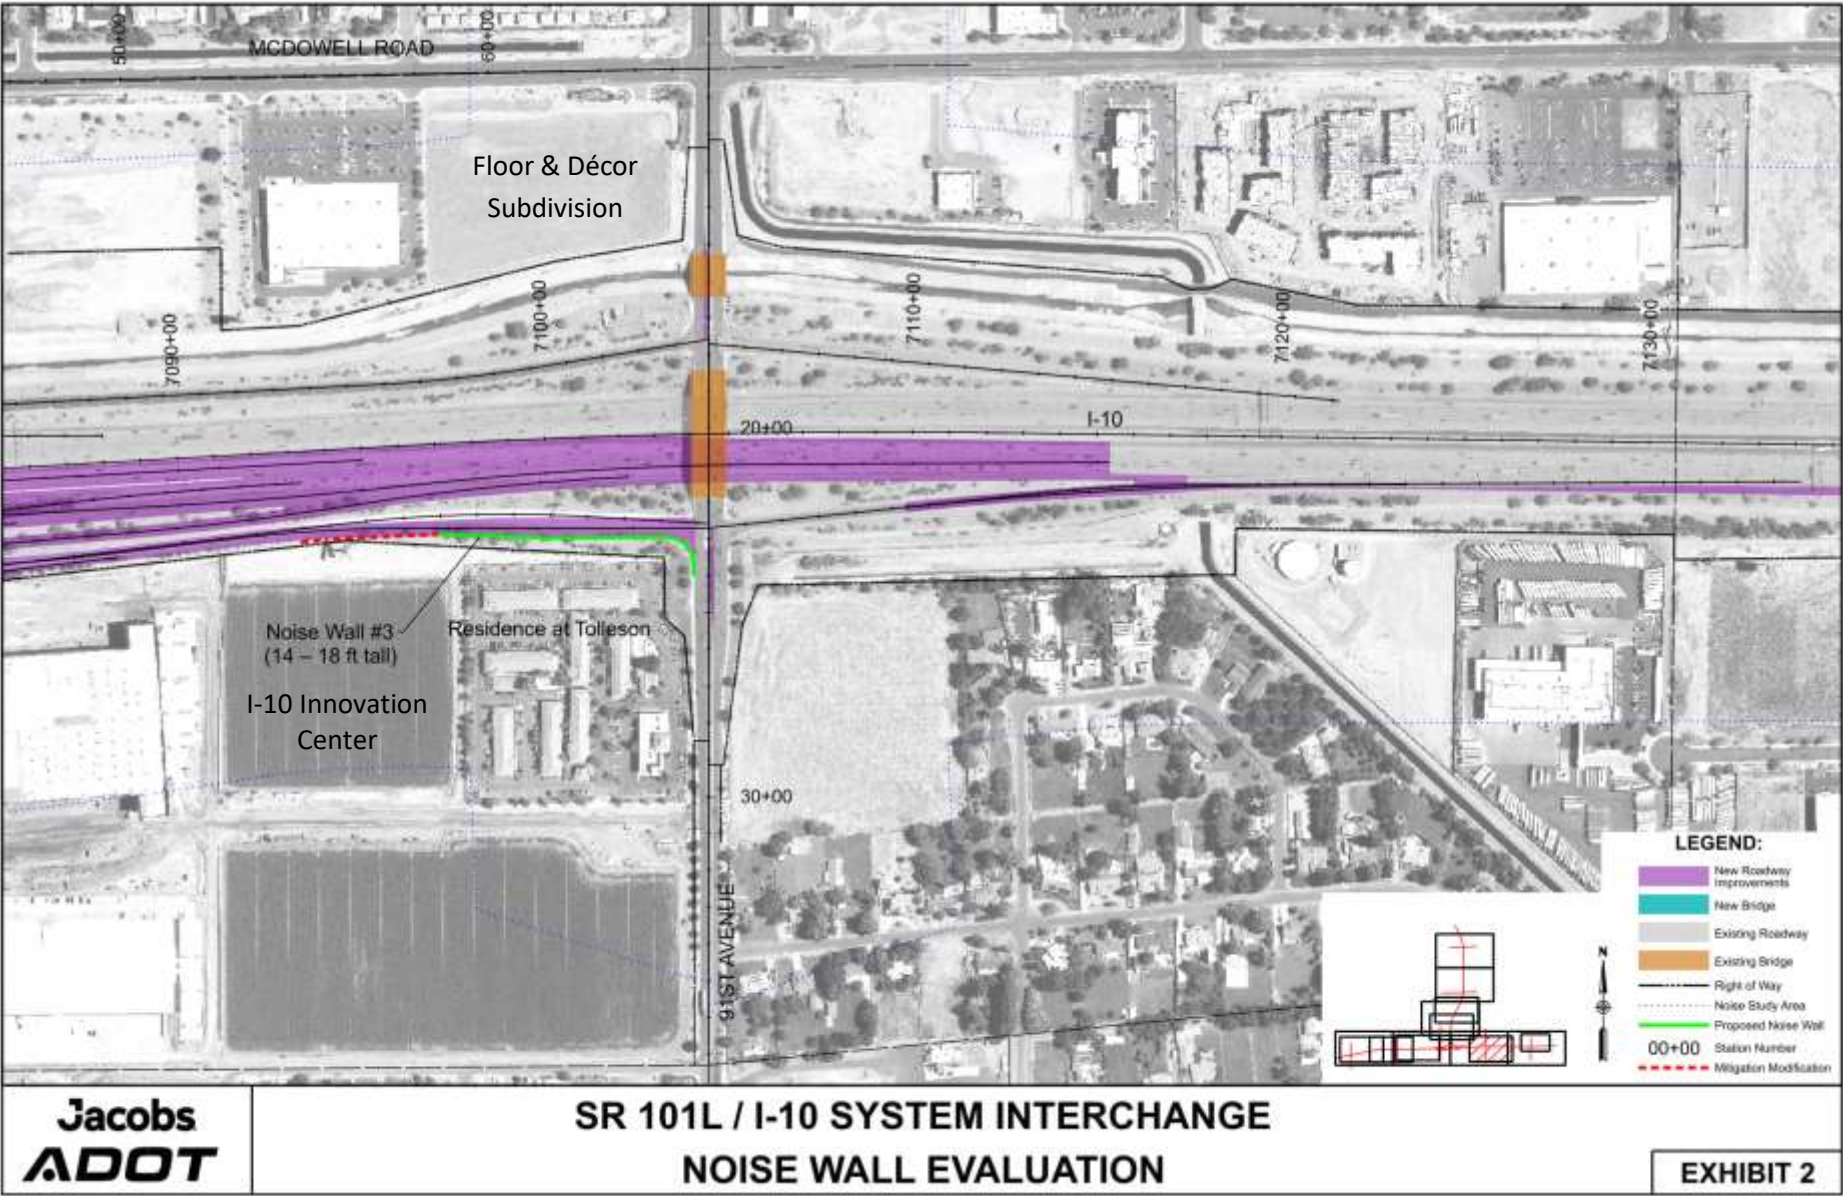 50+00
MCDOWELL ROAD
60+00
Floor & Décor
Subdivision
7090+00
7100+00
7110+00
7120+00
7130+00
I-10
20+00
Noise Wall #3
(14 – 18 ft tall)
Residence at Tolleson
I-10 Innovation
Center
30+00
91ST AVENUE
LEGEND:
New Roadway
Improvements
New Bridge
Existing Roadway
Existing Bridge
Right of Way
Noise Study Area
Proposed Noise Wall
00+00 Station Number
Mitigation Modification
N
Jacobs
ADOT
SR 101L / I-10 SYSTEM INTERCHANGE
NOISE WALL EVALUATION
EXHIBIT 2